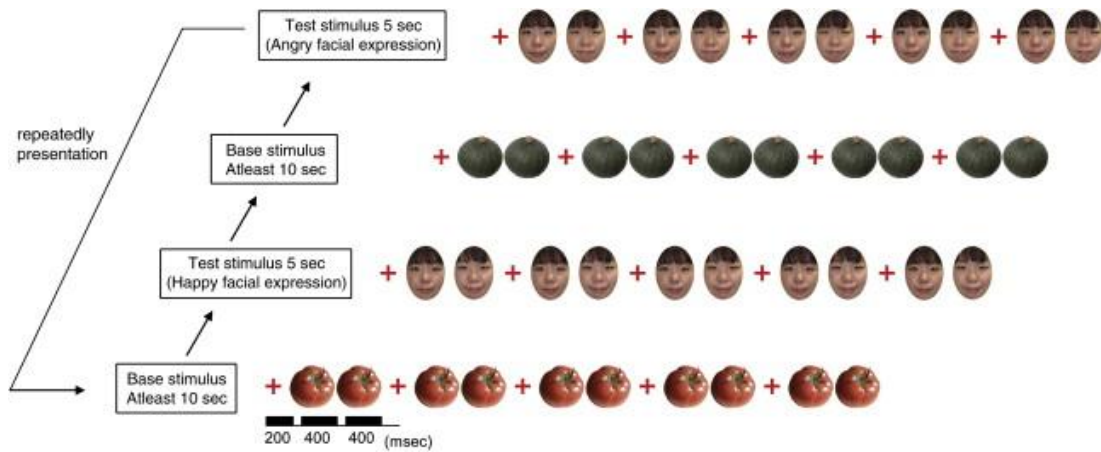 Test stimulus 5 sec
(Angry facial expression)
repeatedly
presentation
Base stimulus
Atleast 10 sec
Test stimulus 5 sec
(Happy facial expression)
Base stimulus
Atleast 10 sec
200 400 400 (msec)